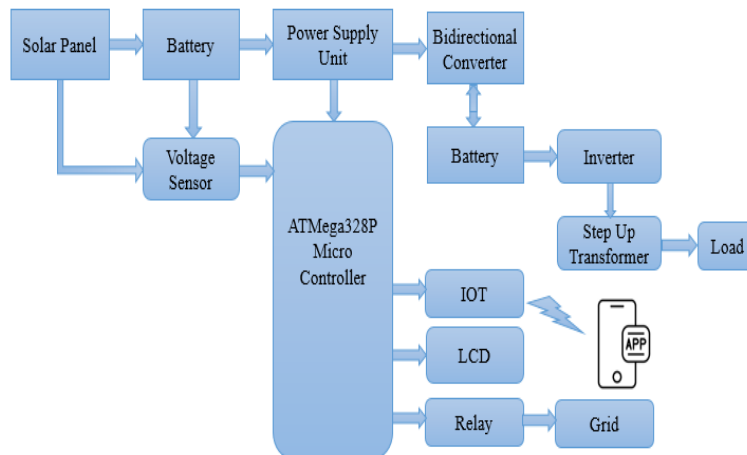 Solar Panel
Battery
Power Supply
Unit
Bidirectional
Converter
Voltage
Sensor
Battery
Inverter
ATMega328P
Micro
Controller
Step Up
Transformer
Load
IOT
APP
LCD
Relay
Grid